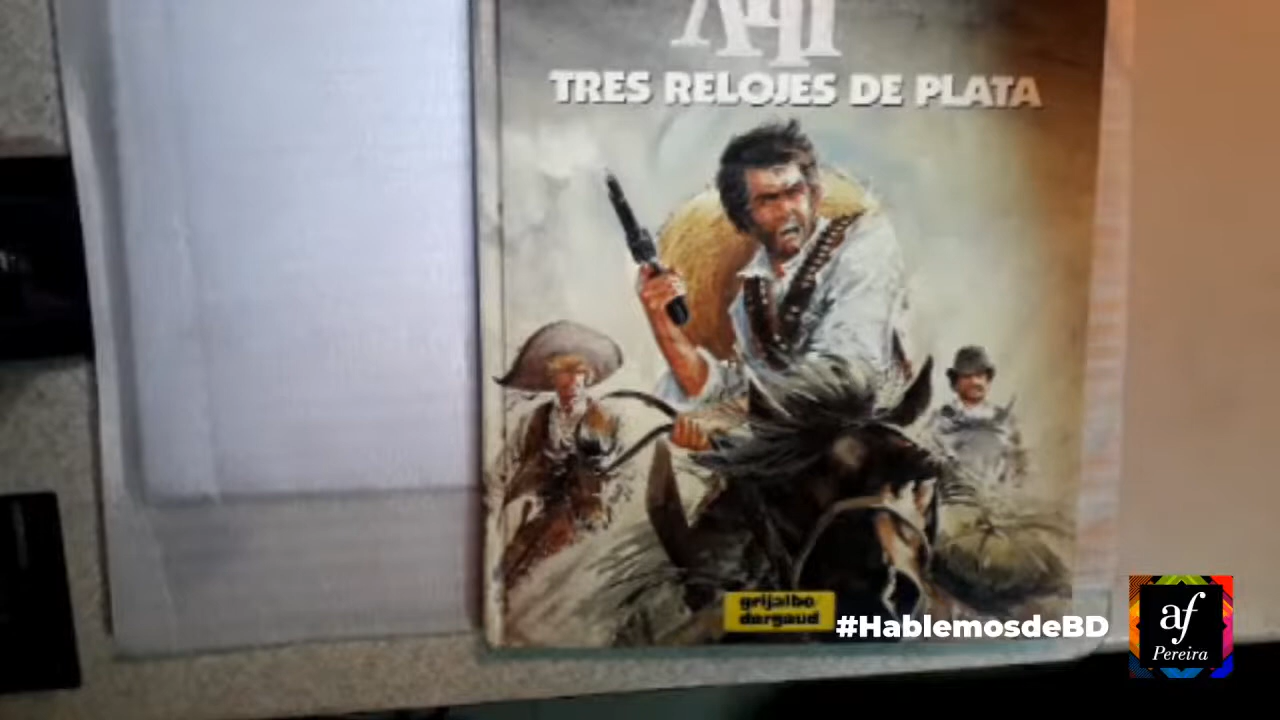 TRES RELOJES DE PLATA
grijalbo
dargaud
#HablemosdeBD
af
Pereira